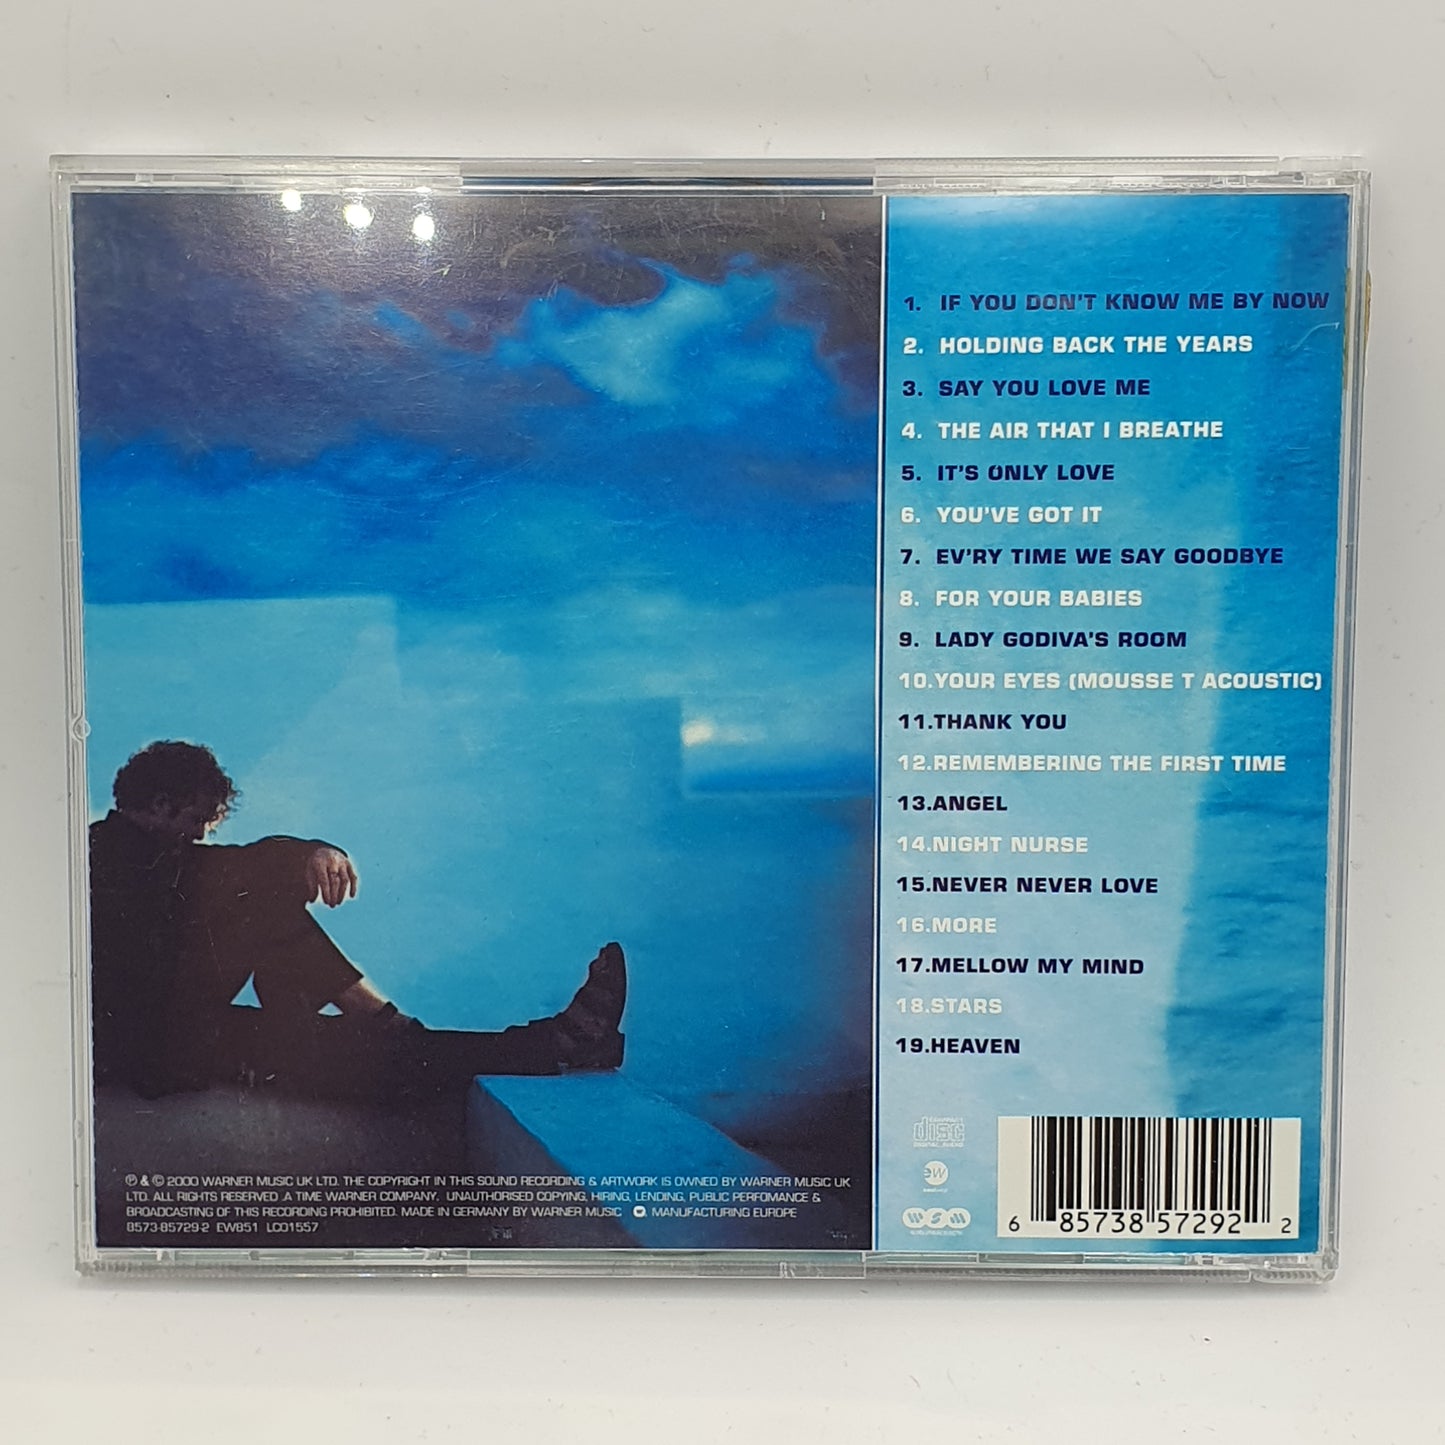 1. IF YOU DON'T KNOW ME BY NOW
2. HOLDING BACK THE YEARS
3. SAY YOU LOVE ME
4. THE AIR THAT I BREATHE
5. IT'S ONLY LOVE
6. YOU'VE GOT IT
7. EV'RY TIME WE SAY GOODBYE
8. FOR YOUR BABIES
9. LADY GODIVA'S ROOM
10.YOUR EYES (MOUSSE T ACOUSTIC)
11.THANK YOU
12.REMEMBERING THE FIRST TIME
13.ANGEL
14.NIGHT NURSE
15.NEVER NEVER LOVE
16.MORE
17.MELLOW MY MIND
18.STARS
19.HEAVEN
℗ & © 2000 WARNER MUSIC UK LTD. THE COPYRIGHT IN THIS SOUND RECORDING & ARTWORK IS OWNED BY WARNER MUSIC UK
LTD. ALL RIGHTS RESERVED .A TIME WARNER COMPANY. UNAUTHORISED COPYING, HIRING, LENDING, PUBLIC PERFOMANCE &
BROADCASTING OF THIS RECORDING PROHIBITED. MADE IN GERMANY BY WARNER MUSIC MANUFACTURING EUROPE
8573-85729-2 EW851 LC01557
COMPACT
disc
DIGITAL AUDIO
ew
wsm
6 85738 57292 2